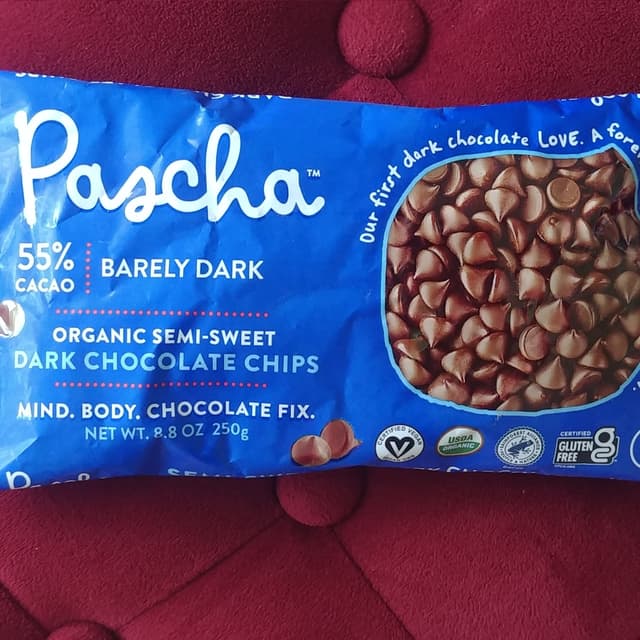 Pascha™
55%
CACAO
BARELY DARK
ORGANIC SEMI-SWEET
DARK CHOCOLATE CHIPS
MIND. BODY. CHOCOLATE FIX.
NET WT. 8.8 OZ 250g
Our first dark chocolate LOVE. A
CERTIFIED VEGAN
USDA
ORGANIC
CERTIFIED
GLUTEN
FREE